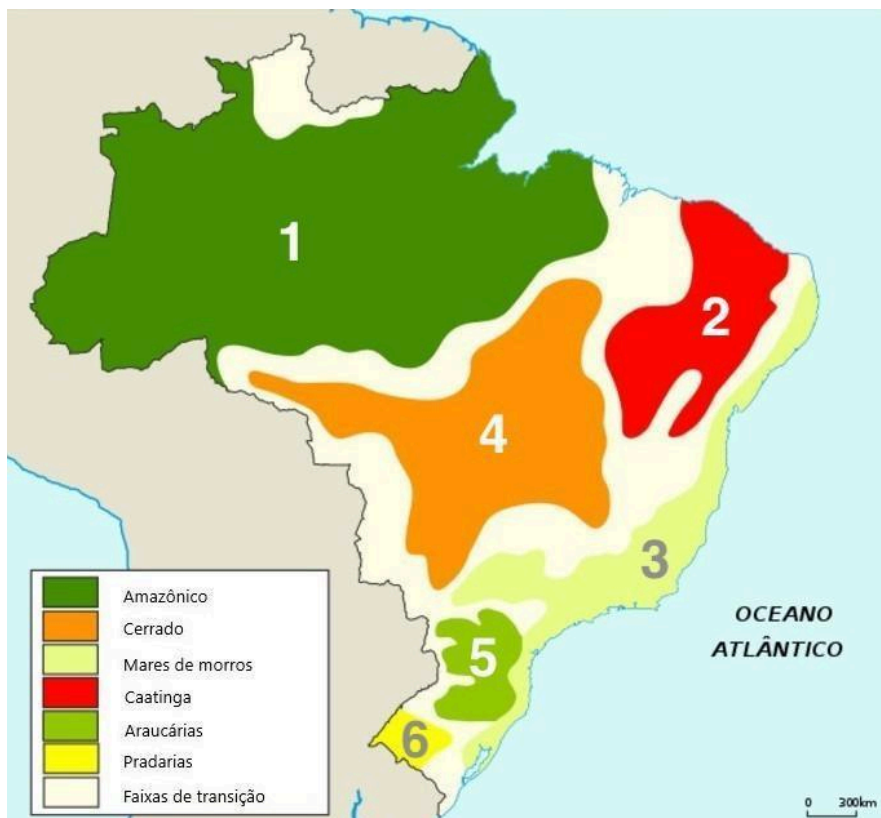 1
2
4
3
5
6
OCEANO
ATLÂNTICO
Amazônico
Cerrado
Mares de morros
Caatinga
Araucárias
Pradarias
Faixas de transição
0 300km